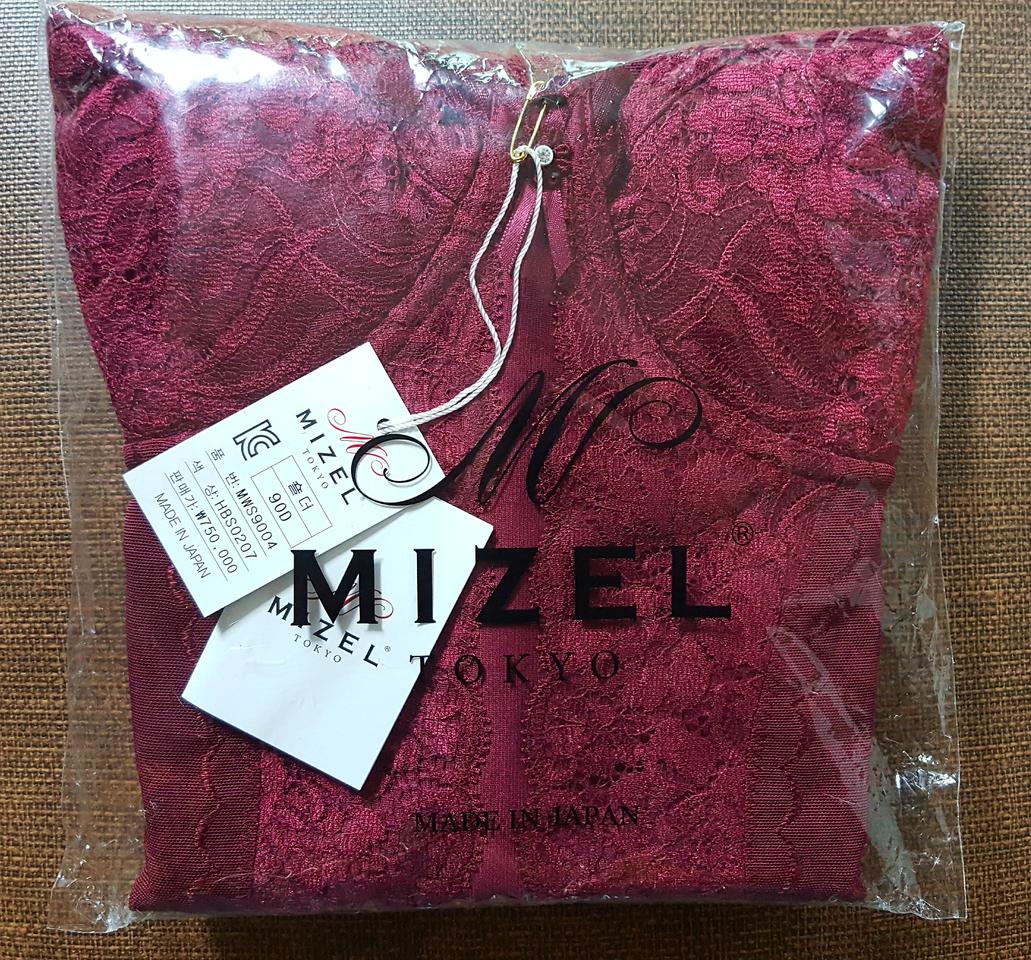 M
MIZEL®
TOKYO
MADE IN JAPAN
M
MIZEL
TOKYO
숄더
90D
품 번: MWS9004
색 상: HBS0207
판매가: ₩750,000
MADE IN JAPAN
M
MIZEL®
TOKYO